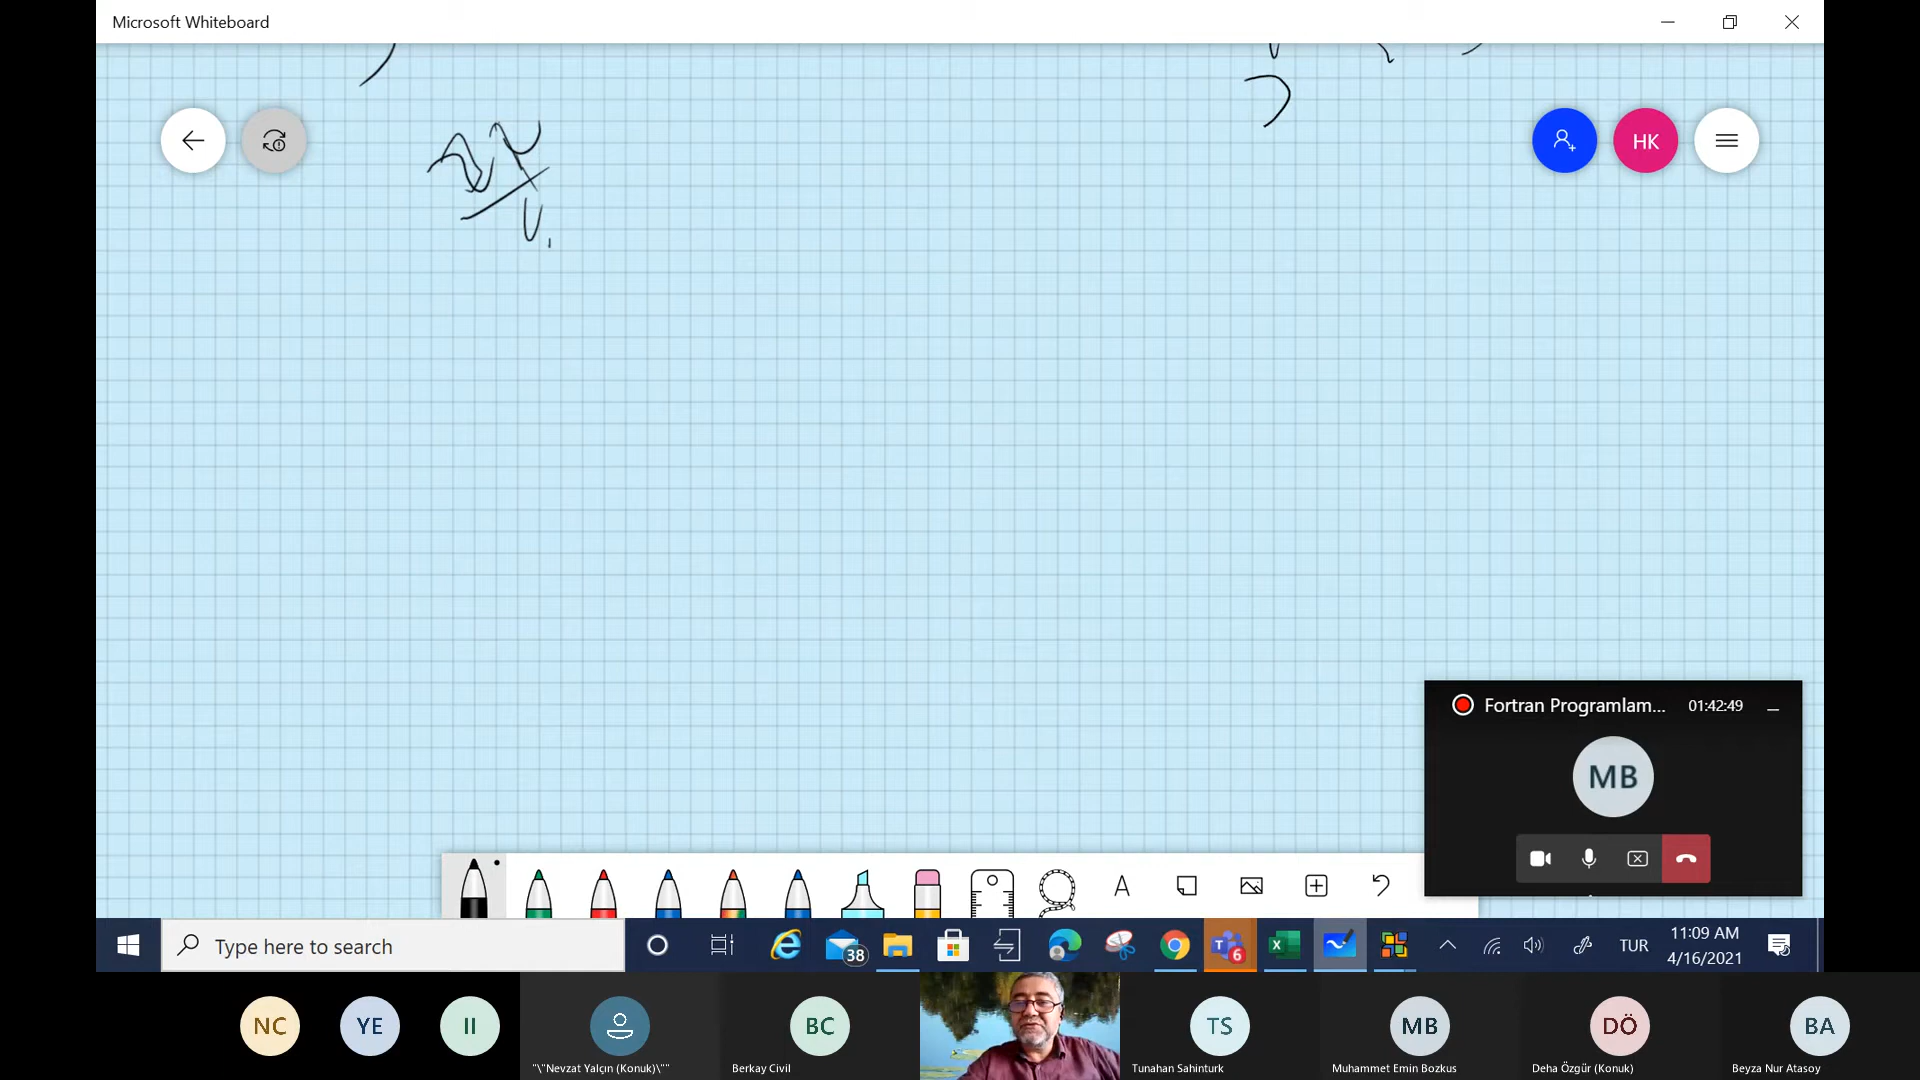 Microsoft Whiteboard
HK
Fortran Programlam... 01:42:49
MB
A
Type here to search
38
6
TUR
11:09 AM
4/16/2021
NC
YE
II
BC
TS
MB
DÖ
BA
"\"Nevzat Yalçın (Konuk)\""
Berkay Civil
Tunahan Sahinturk
Muhammet Emin Bozkus
Deha Özgür (Konuk)
Beyza Nur Atasoy